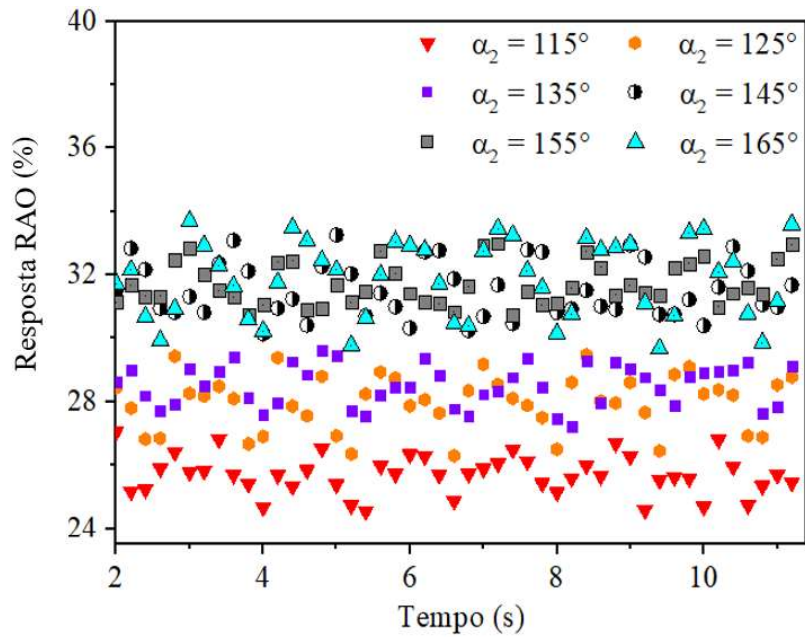 40
36
32
28
24
Resposta RAO (%)
α₂ = 115° α₂ = 125°
α₂ = 135° α₂ = 145°
α₂ = 155° α₂ = 165°
2 4 6 8 10
Tempo (s)